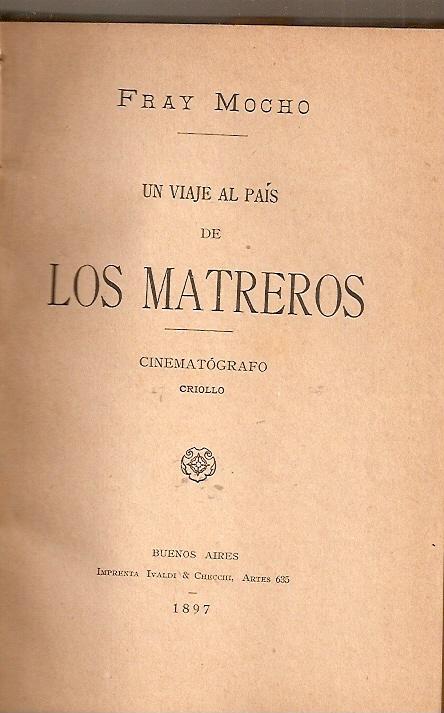 FRAY MOCHO
UN VIAJE AL PAÍS
DE
LOS MATREROS
CINEMATÓGRAFO
CRIOLLO
BUENOS AIRES
IMPRENTA IVALDI & CHECCHI, ARTES 635
1897